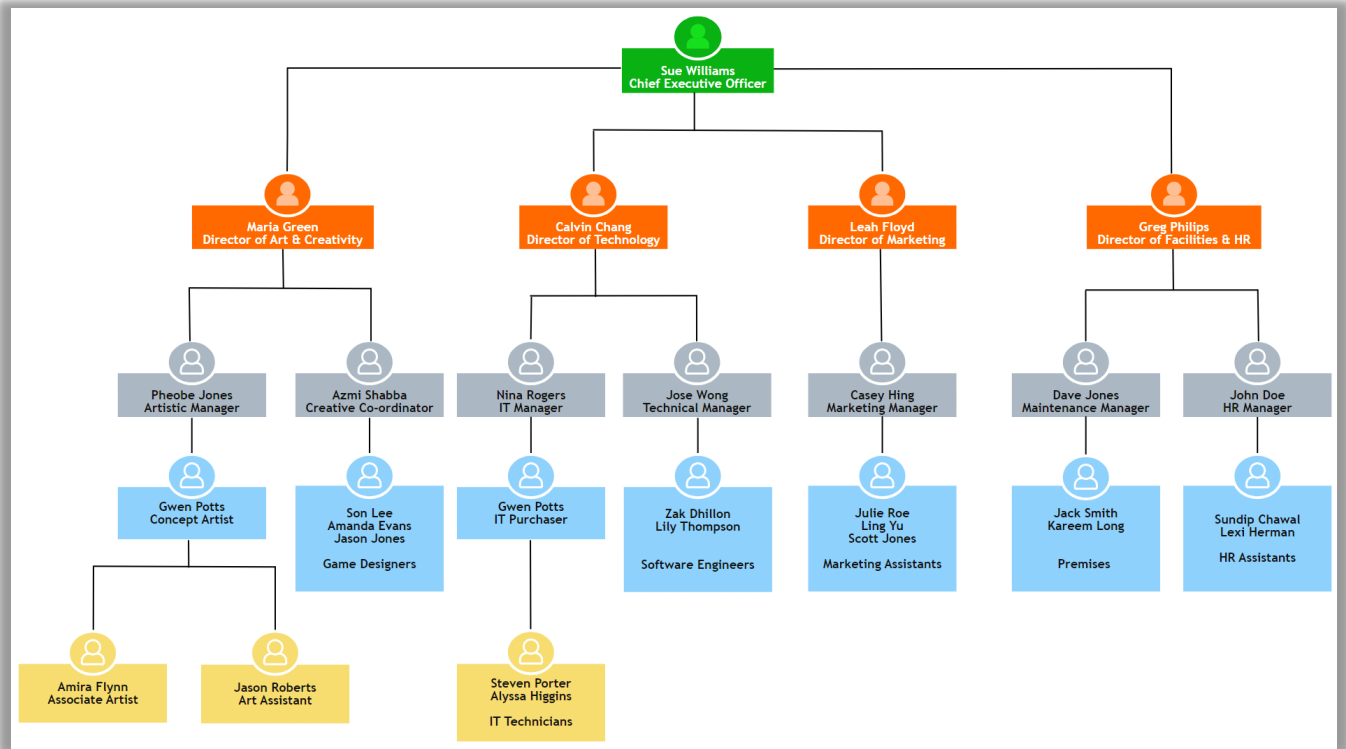 Sue Williams
Chief Executive Officer
Maria Green
Director of Art & Creativity
Calvin Chang
Director of Technology
Leah Floyd
Director of Marketing
Greg Philips
Director of Facilities & HR
Pheobe Jones
Artistic Manager
Azmi Shabba
Creative Co-ordinator
Nina Rogers
IT Manager
Jose Wong
Technical Manager
Casey Hing
Marketing Manager
Dave Jones
Maintenance Manager
John Doe
HR Manager
Gwen Potts
Concept Artist
Son Lee
Amanda Evans
Jason Jones
Game Designers
Gwen Potts
IT Purchaser
Zak Dhillon
Lily Thompson
Software Engineers
Julie Roe
Ling Yu
Scott Jones
Marketing Assistants
Jack Smith
Kareem Long
Premises
Sundip Chawal
Lexi Herman
HR Assistants
Amira Flynn
Associate Artist
Jason Roberts
Art Assistant
Steven Porter
Alyssa Higgins
IT Technicians